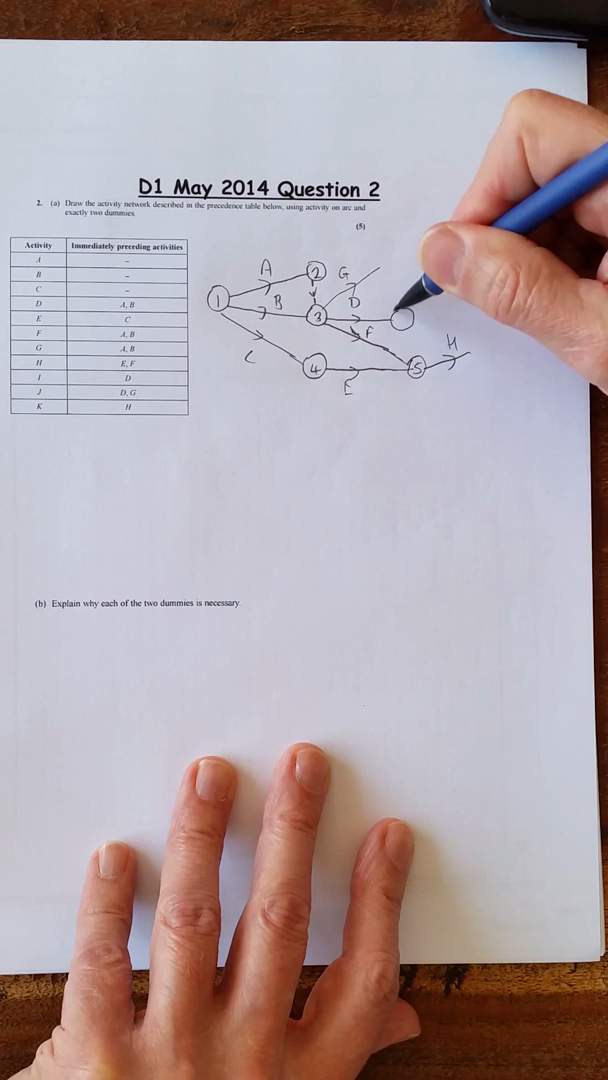 D1 May 2014 Question 2
2. (a) Draw the activity network described in the precedence table below, using activity on arc and
exactly two dummies.
(5)
Activity Immediately preceding activities
A –
B –
C –
D A, B
E C
F A, B
G A, B
H E, F
I D
J D, G
K H
A 2 G
1 B D
3 F
H
C 4 5
E
(b) Explain why each of the two dummies is necessary.